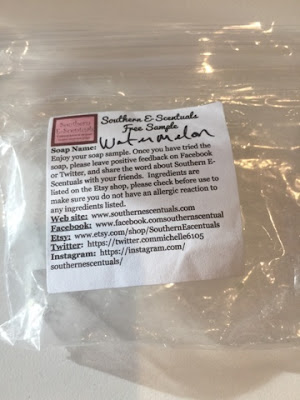 Southern
E-Scentuals
Southern E-Scentuals
Free Sample
Soap Name: Watermelon
Enjoy your soap sample. Once you have tried the
soap, please leave positive feedback on Facebook
or Twitter, and share the word about Southern E-
Scentuals with your friends. Ingredients are
listed on the Etsy shop, please check before use to
make sure you do not have an allergic reaction to
any ingredients listed.
Web site: www.southernescentuals.com
Facebook: www.facebook.comsouthernscentual
Etsy: www.etsy.com/shop/SouthernEscentuals
Twitter: https://twitter.commichelle6105
Instagram: https://instagram.com/
southernescentuals/